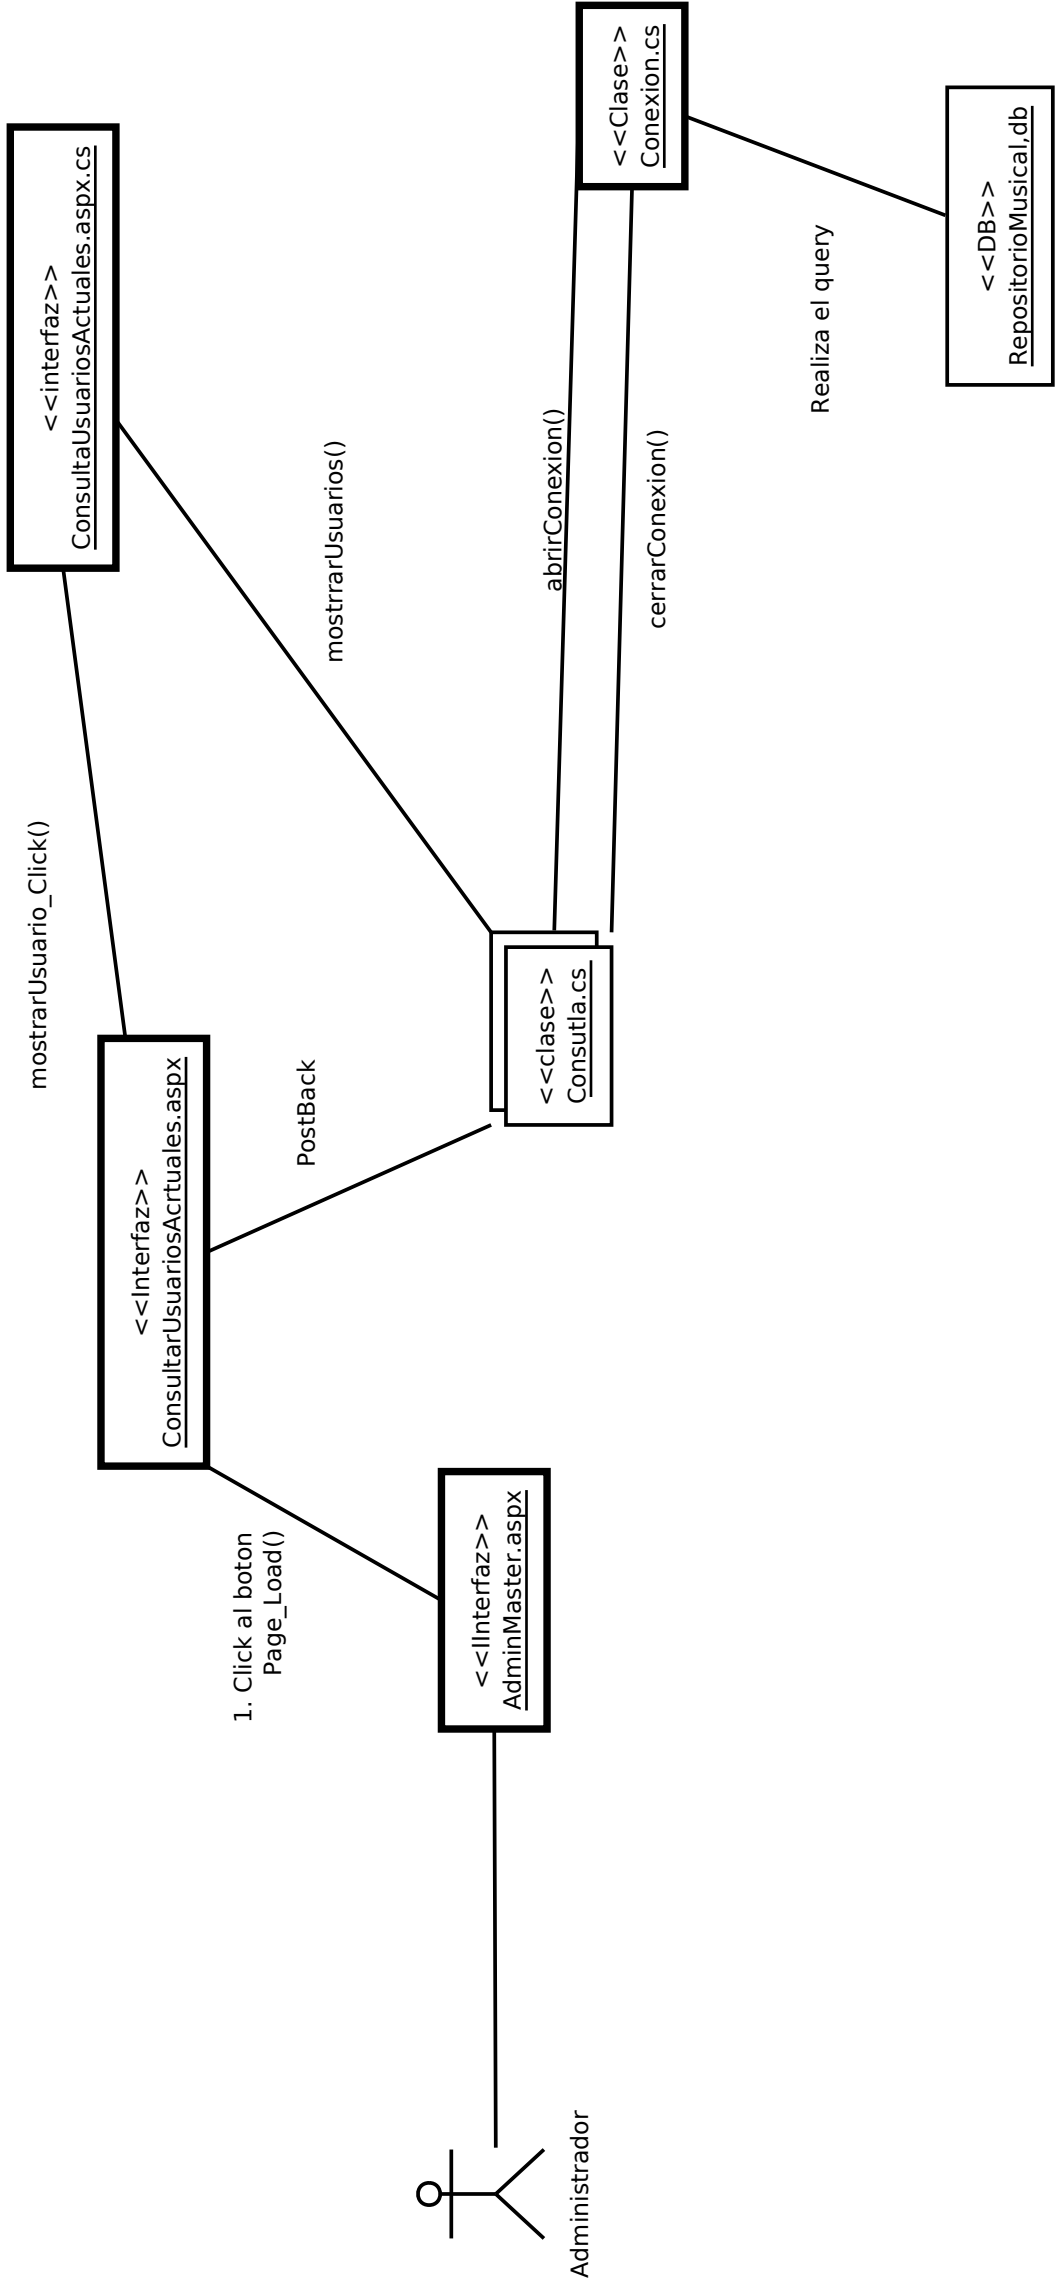 <<interfaz>>
ConsultaUsuariosActuales.aspx.cs
mostrarUsuario_Click()
<<Interfaz>>
ConsultarUsuariosAcrtuales.aspx
mostrrarUsuarios()
PostBack
1. Click al boton
Page_Load()
<<IInterfaz>>
AdminMaster.aspx
Administrador
<<clase>>
Consutla.cs
abrirConexion()
cerrarConexion()
<<Clase>>
Conexion.cs
Realiza el query
<<DB>>
RepositorioMusical,db